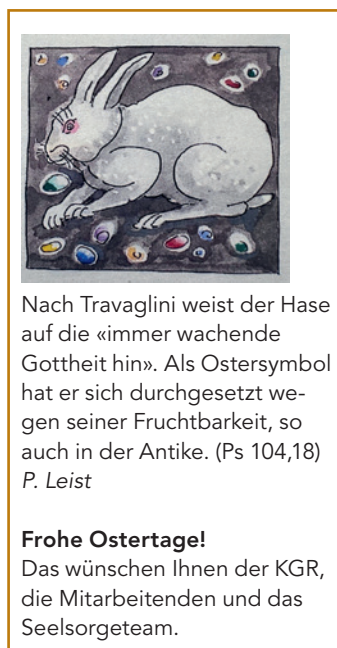 Nach Travaglini weist der Hase
auf die «immer wachende
Gottheit hin». Als Ostersymbol
hat er sich durchgesetzt we-
gen seiner Fruchtbarkeit, so
auch in der Antike. (Ps 104,18)
P. Leist
Frohe Ostertage!
Das wünschen Ihnen der KGR,
die Mitarbeitenden und das
Seelsorgeteam.